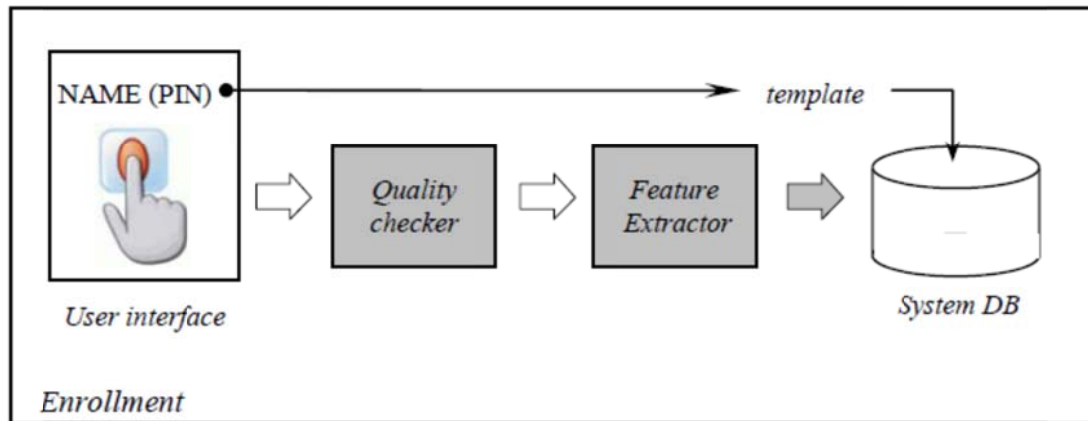 NAME (PIN)
template
Quality
checker
Feature
Extractor
User interface
System DB
Enrollment